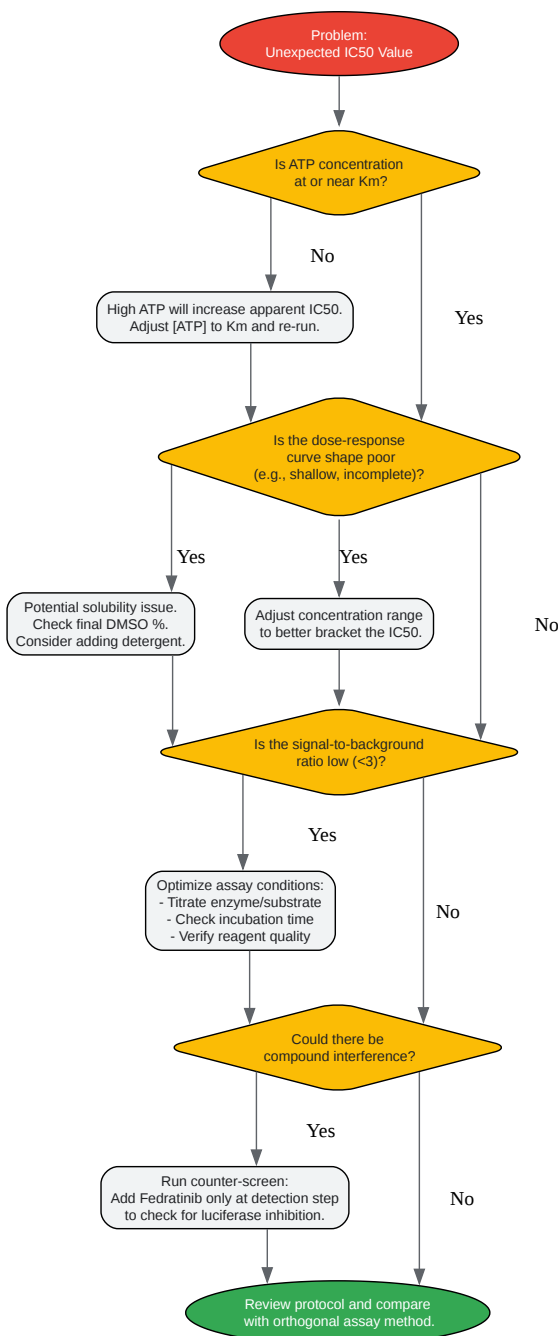 Problem:
Unexpected IC50 Value
Is ATP concentration
at or near Km?
No
Yes
High ATP will increase apparent IC50.
Adjust [ATP] to Km and re-run.
Is the dose-response
curve shape poor
(e.g., shallow, incomplete)?
Yes
Yes
No
Potential solubility issue.
Check final DMSO %.
Consider adding detergent.
Adjust concentration range
to better bracket the IC50.
Is the signal-to-background
ratio low (<3)?
Yes
No
Optimize assay conditions:
- Titrate enzyme/substrate
- Check incubation time
- Verify reagent quality
Could there be
compound interference?
Yes
No
Run counter-screen:
Add Fedratinib only at detection step
to check for luciferase inhibition.
Review protocol and compare
with orthogonal assay method.